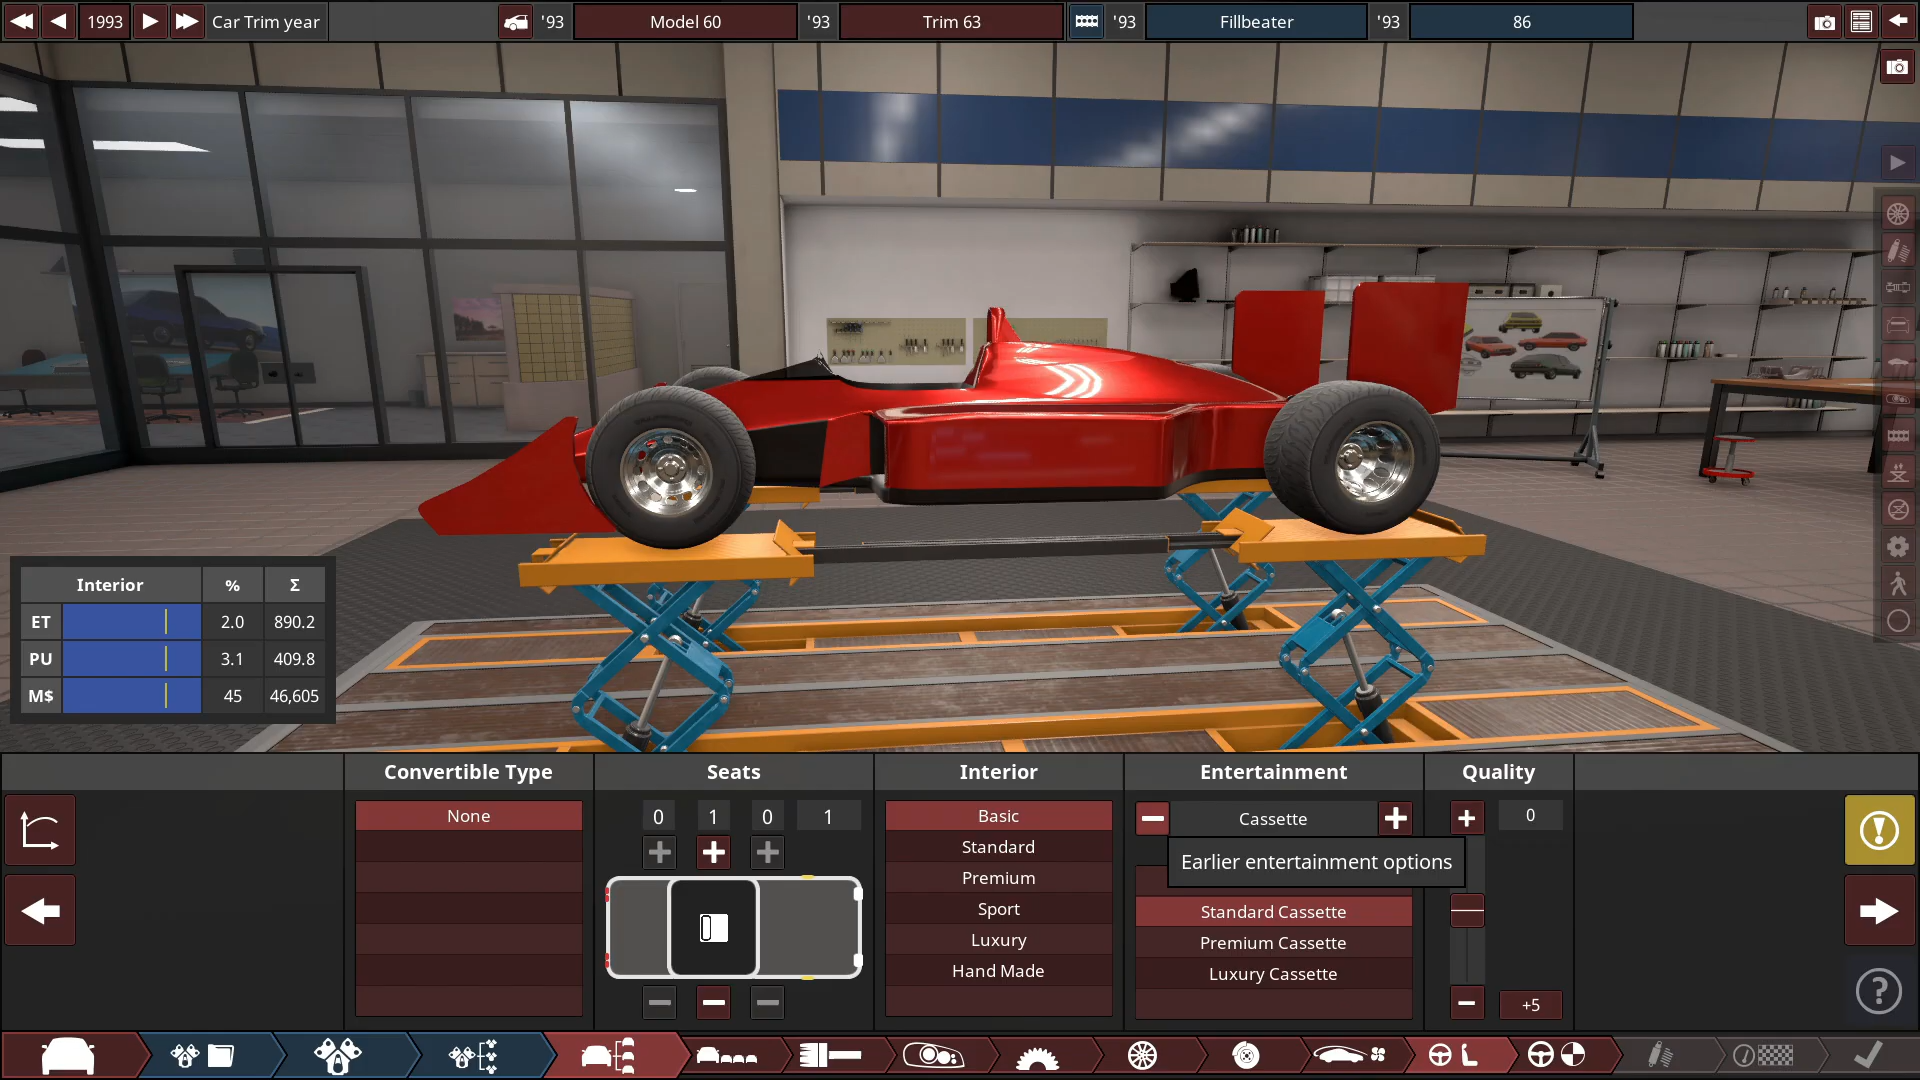 1993 Car Trim year '93 Model 60 '93 Trim 63 '93 Fillbeater '93 86
Interior % Σ
ET 2.0 890.2
PU 3.1 409.8
M$ 45 46,605
Convertible Type Seats Interior Entertainment Quality
None
0 1 0 1
Basic
Standard
Premium
Sport
Luxury
Hand Made
Cassette
Earlier entertainment options
Standard Cassette
Premium Cassette
Luxury Cassette
0
+5